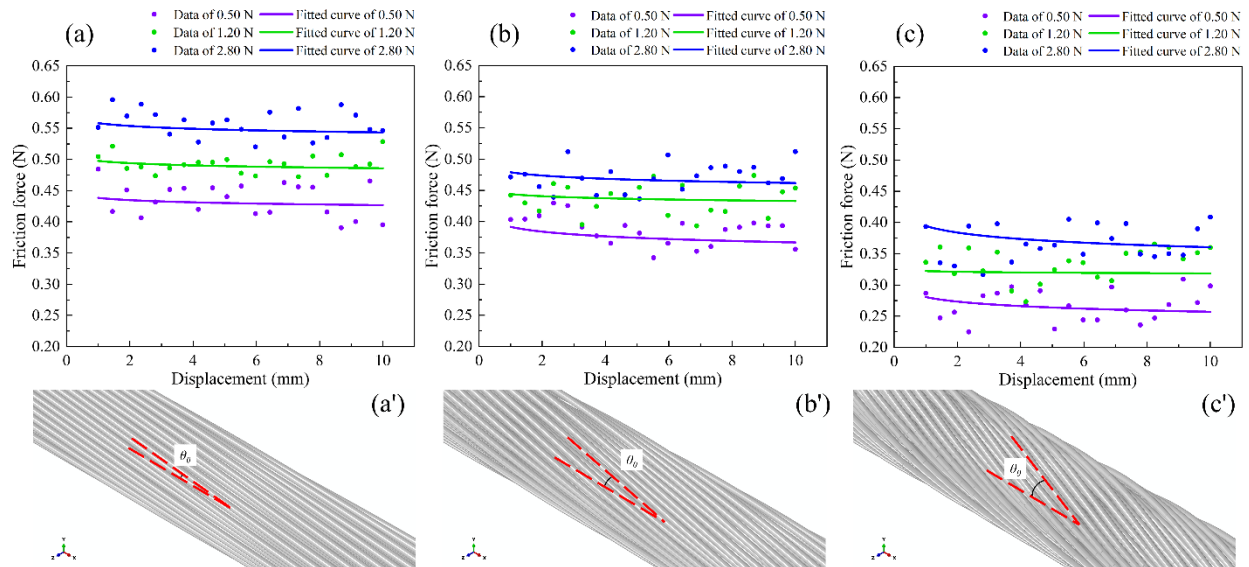 (a)
Data of 0.50 N Fitted curve of 0.50 N
Data of 1.20 N Fitted curve of 1.20 N
Data of 2.80 N Fitted curve of 2.80 N
0.65
0.60
0.55
0.50
0.45
0.40
0.35
0.30
0.25
0.20
Friction force (N)
0 2 4 6 8 10
Displacement (mm)
(b)
Data of 0.50 N Fitted curve of 0.50 N
Data of 1.20 N Fitted curve of 1.20 N
Data of 2.80 N Fitted curve of 2.80 N
0.65
0.60
0.55
0.50
0.45
0.40
0.35
0.30
0.25
0.20
Friction force (N)
0 2 4 6 8 10
Displacement (mm)
(c)
Data of 0.50 N Fitted curve of 0.50 N
Data of 1.20 N Fitted curve of 1.20 N
Data of 2.80 N Fitted curve of 2.80 N
0.65
0.60
0.55
0.50
0.45
0.40
0.35
0.30
0.25
0.20
Friction force (N)
0 2 4 6 8 10
Displacement (mm)
(a')
θ₀
Y
Z X
(b')
θ₀
Y
Z X
(c')
θ₀
Y
Z X